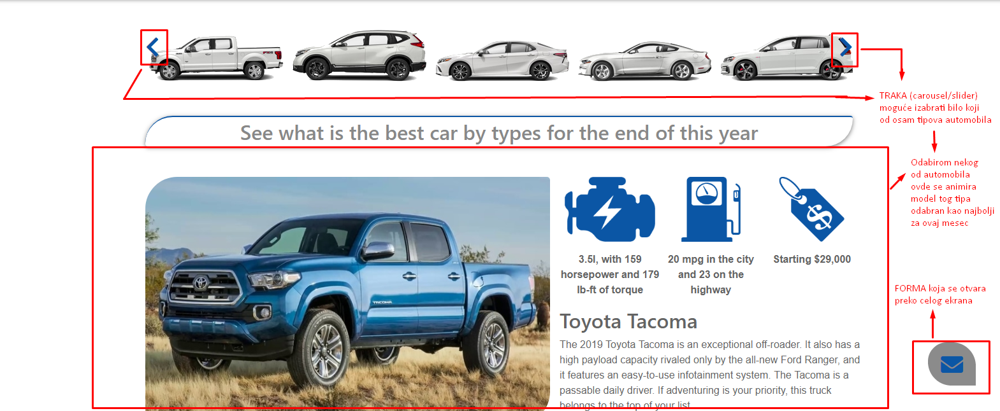 TRAKA (carousel/slider)
moguće izabrati bilo koji
od osam tipova automobila
See what is the best car by types for the end of this year
Odabirom nekog
od automobila
ovde se animira
model tog tipa
odabran kao najbolji
za ovaj mesec
3.5l, with 159
horsepower and 179
lb-ft of torque
20 mpg in the city
and 23 on the
highway
Starting $29,000
TACOMA
Toyota Tacoma
The 2019 Toyota Tacoma is an exceptional off-roader. It also has a
high payload capacity rivaled only by the all-new Ford Ranger, and
it features an easy-to-use infotainment system. The Tacoma is a
passable daily driver. If adventuring is your priority, this truck
belongs to the top of your list.
FORMA koja se otvara
preko celog ekrana